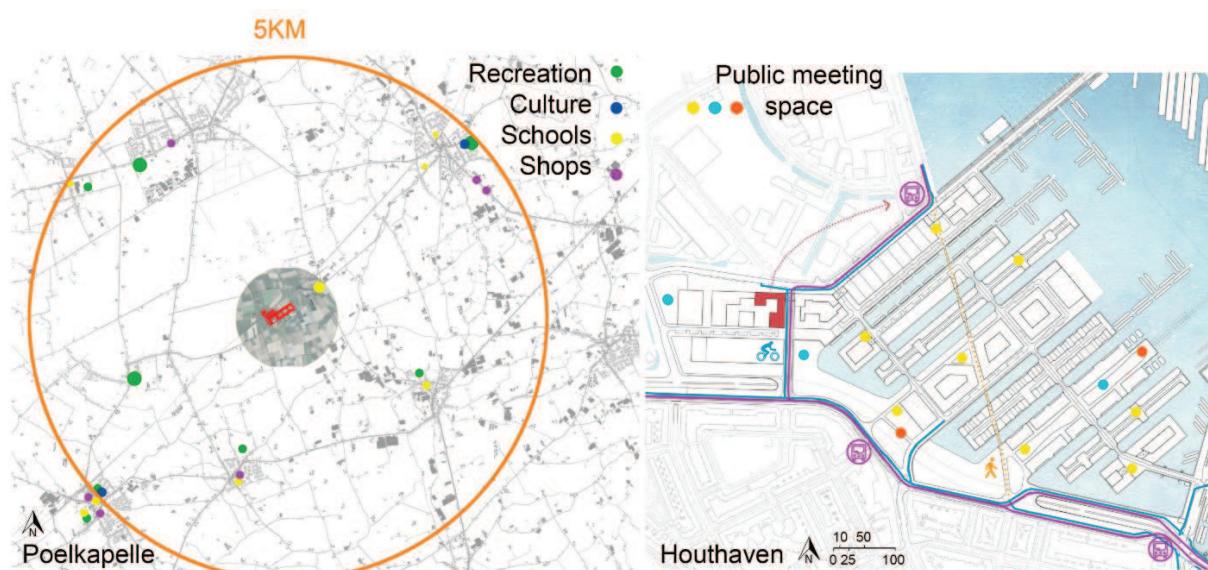 5KM
Recreation
Culture
Schools
Shops
N
Poelkapelle
Public meeting
space
Houthaven
N
10 50
0 25 100